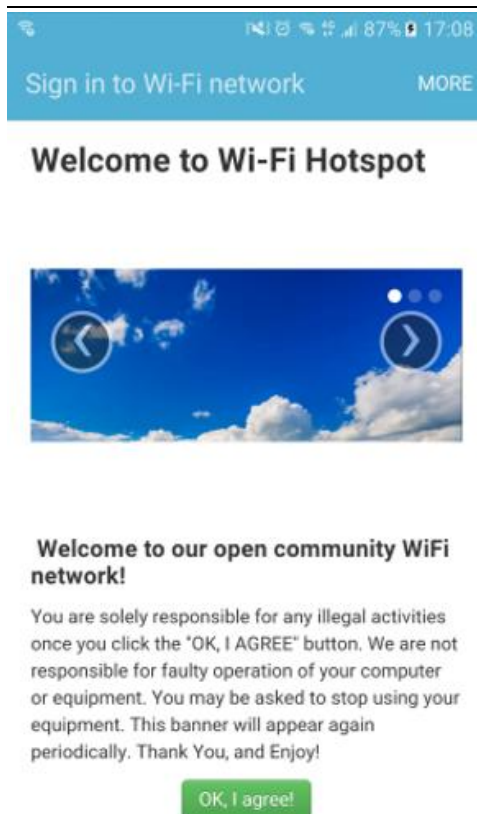 87% 17:08
Sign in to Wi-Fi network MORE
Welcome to Wi-Fi Hotspot
Welcome to our open community WiFi
network!
You are solely responsible for any illegal activities
once you click the "OK, I AGREE" button. We are not
responsible for faulty operation of your computer
or equipment. You may be asked to stop using your
equipment. This banner will appear again
periodically. Thank You, and Enjoy!
OK, I agree!